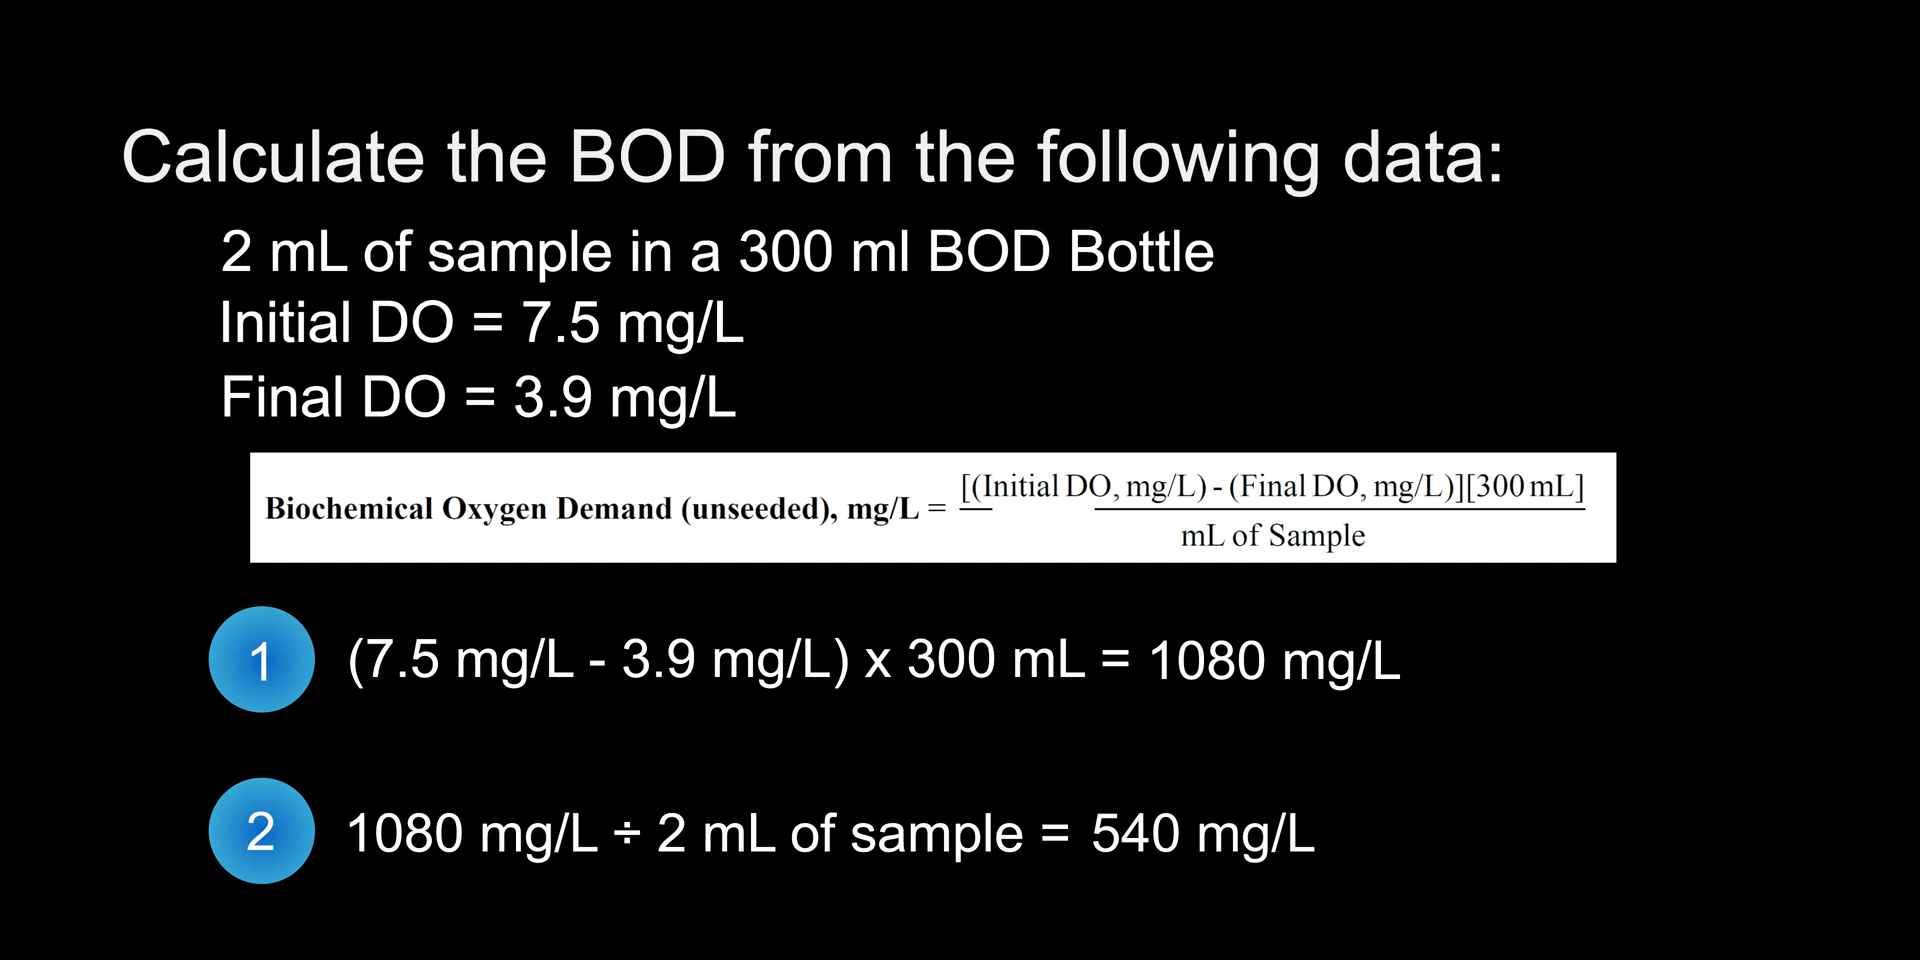 Calculate the BOD from the following data:
2 mL of sample in a 300 ml BOD Bottle
Initial DO = 7.5 mg/L
Final DO = 3.9 mg/L
Biochemical Oxygen Demand (unseeded), mg/L = [(Initial DO, mg/L) - (Final DO, mg/L)][300 mL]
mL of Sample
1 (7.5 mg/L - 3.9 mg/L) x 300 mL = 1080 mg/L
2 1080 mg/L ÷ 2 mL of sample = 540 mg/L